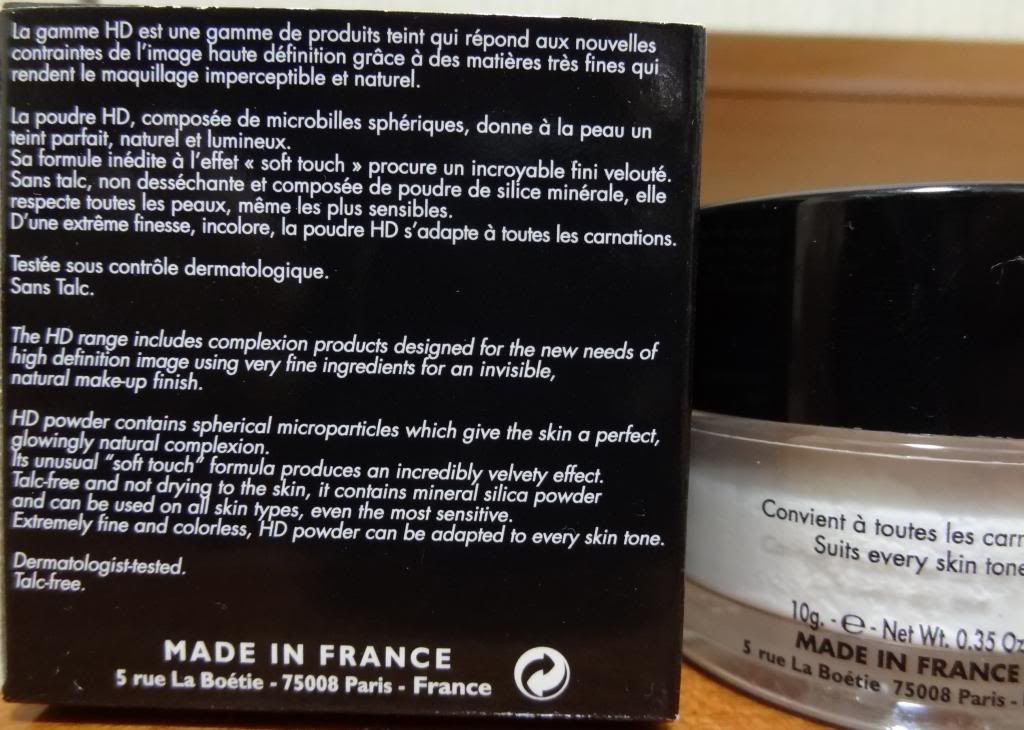 La gamme HD est une gamme de produits teint qui répond aux nouvelles
contraintes de l'image haute définition grâce à des matières très fines qui
rendent le maquillage imperceptible et naturel.
La poudre HD, composée de microbilles sphériques, donne à la peau un
teint parfait, naturel et lumineux.
Sa formule inédite à l'effet « soft touch » procure un incroyable fini velouté.
Sans talc, non desséchante et composée de poudre de silice minérale, elle
respecte toutes les peaux, même les plus sensibles.
D'une extrême finesse, incolore, la poudre HD s'adapte à toutes les carnations.
Testée sous contrôle dermatologique.
Sans Talc.
The HD range includes complexion products designed for the new needs of
high definition image using very fine ingredients for an invisible,
natural make-up finish.
HD powder contains spherical microparticles which give the skin a perfect,
glowingly natural complexion.
Its unusual "soft touch" formula produces an incredibly velvety effect.
Talc-free and not drying to the skin, it contains mineral silica powder
and can be used on all skin types, even the most sensitive.
Extremely fine and colorless, HD powder can be adapted to every skin tone.
Dermatologist-tested.
Talc-free.
MADE IN FRANCE
5 rue La Boétie - 75008 Paris - France
Convient à toutes les carn
Suits every skin tone
10g. - e - Net Wt. 0.35 Oz
MADE IN FRANCE
5 rue La Boétie 75008 Paris -